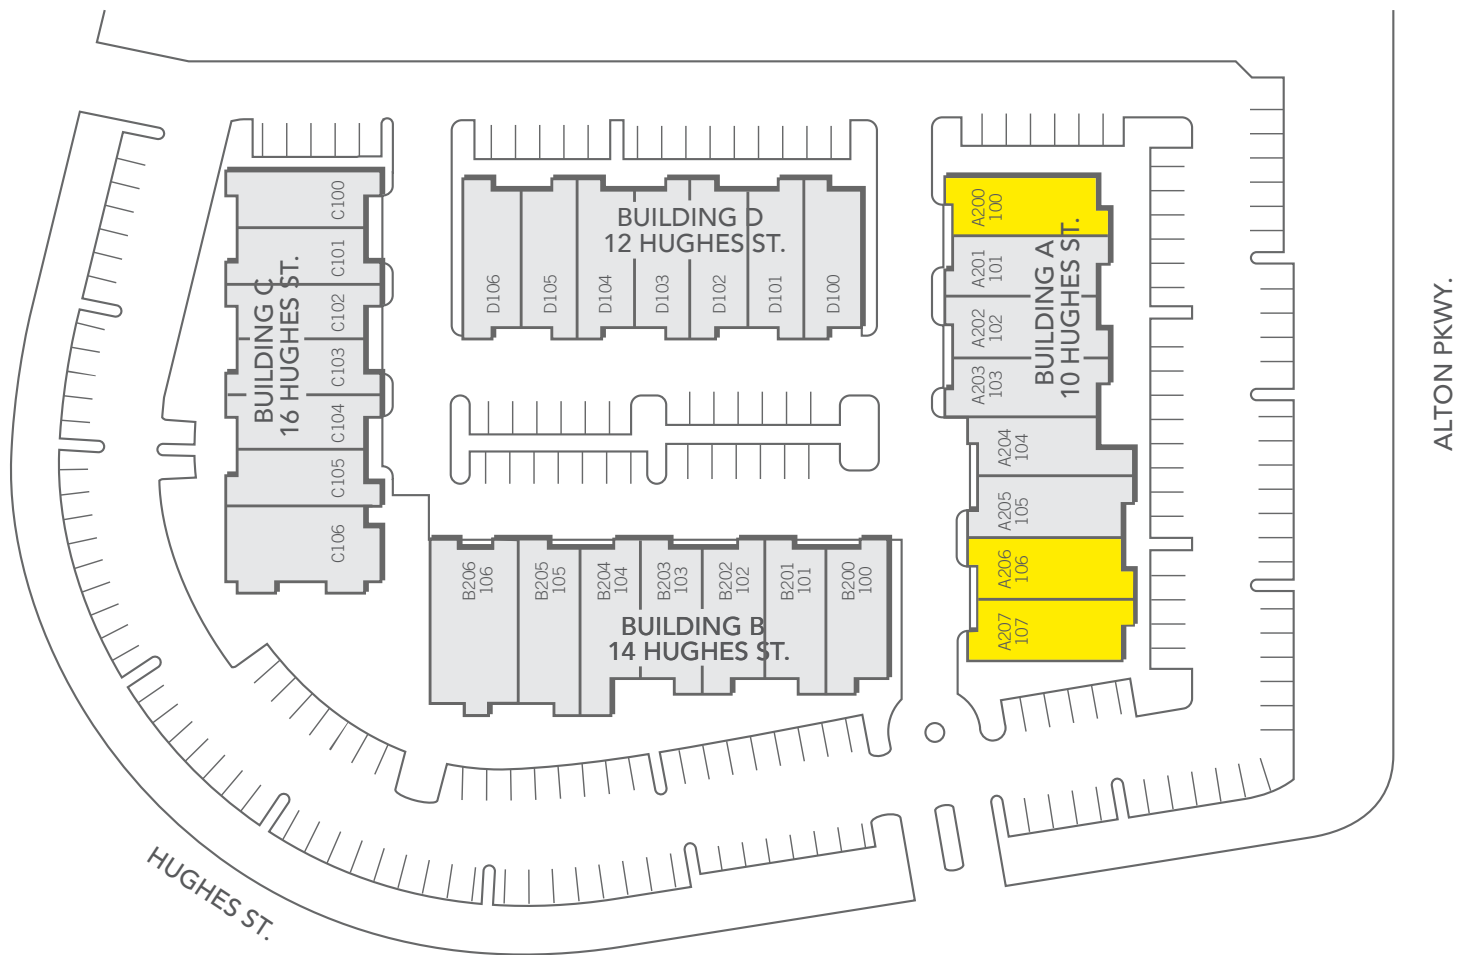 BUILDING C
16 HUGHES ST.
C100
C101
C102
C103
C104
C105
C106
BUILDING D
12 HUGHES ST.
D106
D105
D104
D103
D102
D101
D100
BUILDING A
10 HUGHES ST.
A200
100
A201
101
A202
102
A203
103
A204
104
A205
105
A206
106
A207
107
B206
106
B205
105
B204
104
B203
103
B202
102
B201
101
B200
100
BUILDING B
14 HUGHES ST.
ALTON PKWY.
HUGHES ST.